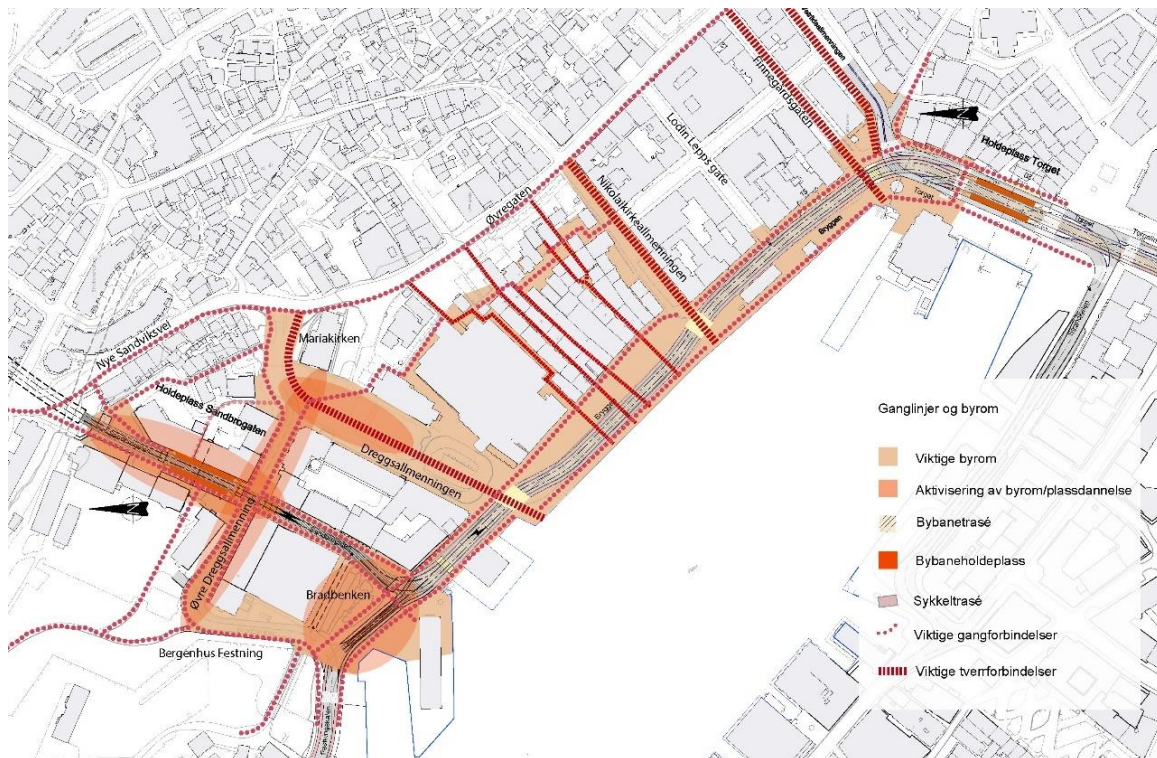 Finnegårdsgaten
Lodin Lepps gate
Holdeplass Torget
Torget
Øvregaten
Nikolaikirkeallmenningen
Bryggen
Nye Sandviksvei
Mariakirken
Holdeplass Sandbrogaten
Bryggen
Dreggsallmenningen
Øvre Dreggsallmenning
Bradbenken
Bergenhus Festning
Ganglinjer og byrom
Viktige byrom
Aktivisering av byrom/plassdannelse
Bybanetrasé
Bybaneholdeplass
Sykkeltrasé
Viktige gangforbindelser
Viktige tverrforbindelser